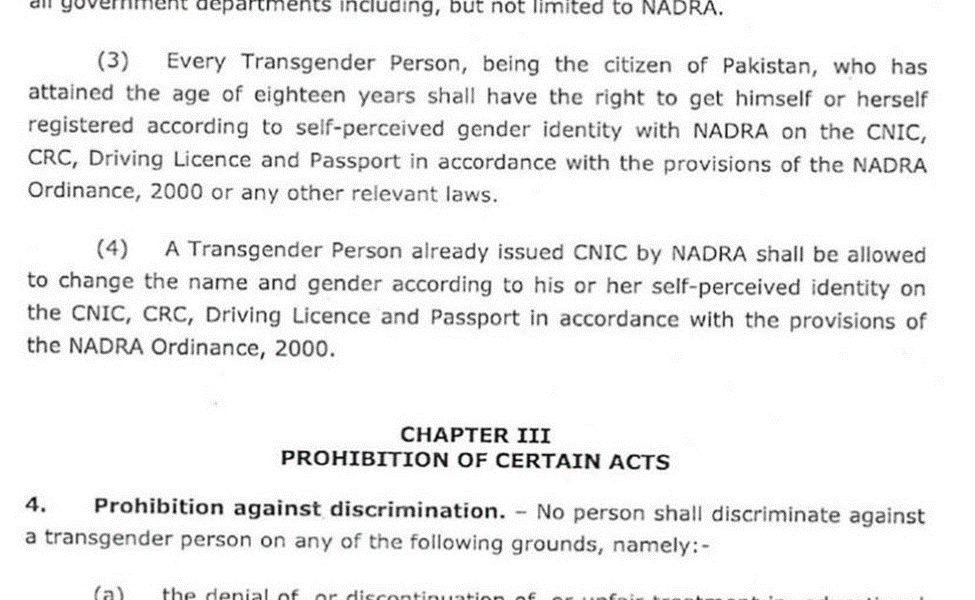 all government departments including, but not limited to NADRA.
(3) Every Transgender Person, being the citizen of Pakistan, who has
attained the age of eighteen years shall have the right to get himself or herself
registered according to self-perceived gender identity with NADRA on the CNIC,
CRC, Driving Licence and Passport in accordance with the provisions of the NADRA
Ordinance, 2000 or any other relevant laws.
(4) A Transgender Person already issued CNIC by NADRA shall be allowed
to change the name and gender according to his or her self-perceived identity on
the CNIC, CRC, Driving Licence and Passport in accordance with the provisions of
the NADRA Ordinance, 2000.
CHAPTER III
PROHIBITION OF CERTAIN ACTS
4. Prohibition against discrimination. – No person shall discriminate against
a transgender person on any of the following grounds, namely:-
(a) the denial of, or discontinuation of, or unfair treatment in, educational